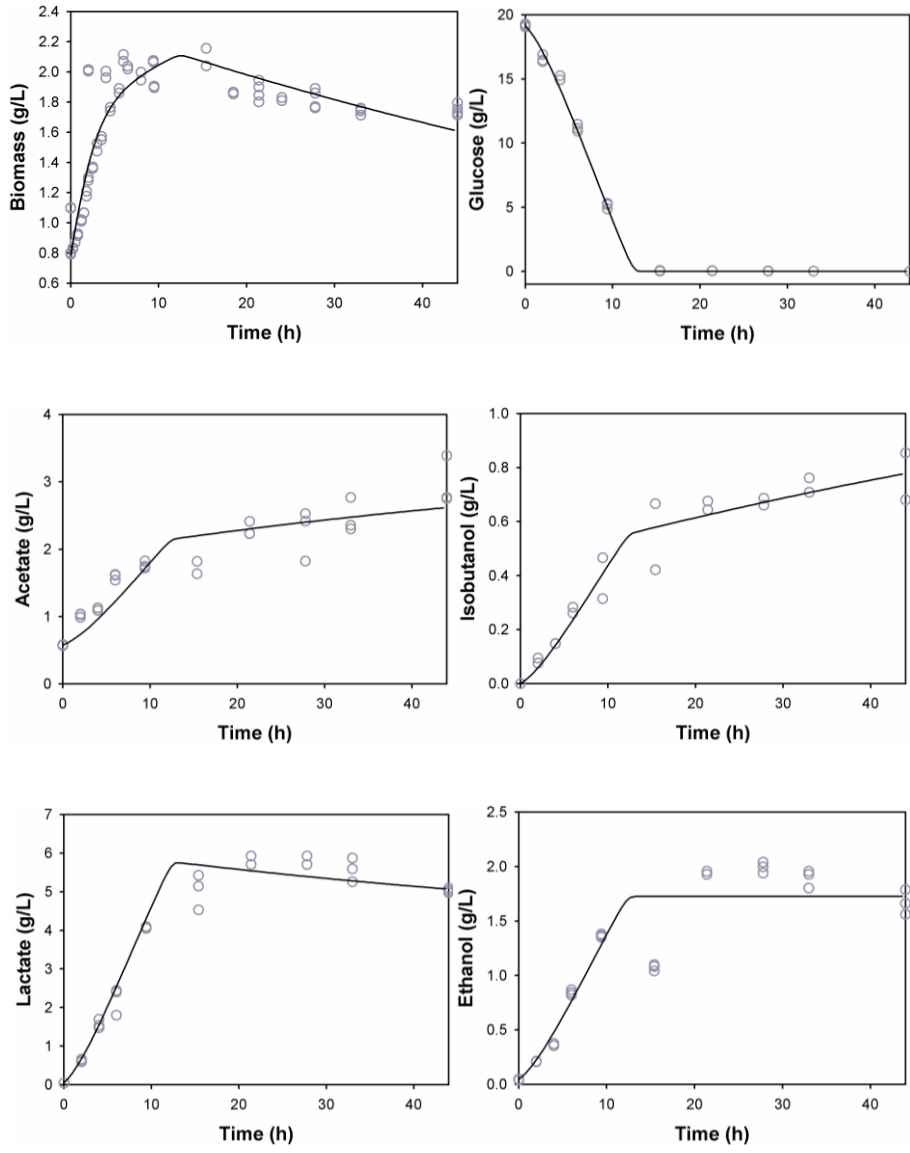 2.4
2.2
2.0
1.8
1.6
1.4
1.2
1.0
0.8
0.6
Biomass (g/L)
0 10 20 30 40
Time (h)
20
15
10
5
0
Glucose (g/L)
0 10 20 30 40
Time (h)
4
3
2
1
0
Acetate (g/L)
0 10 20 30 40
Time (h)
1.0
0.8
0.6
0.4
0.2
0.0
Isobutanol (g/L)
0 10 20 30 40
Time (h)
7
6
5
4
3
2
1
0
Lactate (g/L)
0 10 20 30 40
Time (h)
2.5
2.0
1.5
1.0
0.5
0.0
Ethanol (g/L)
0 10 20 30 40
Time (h)